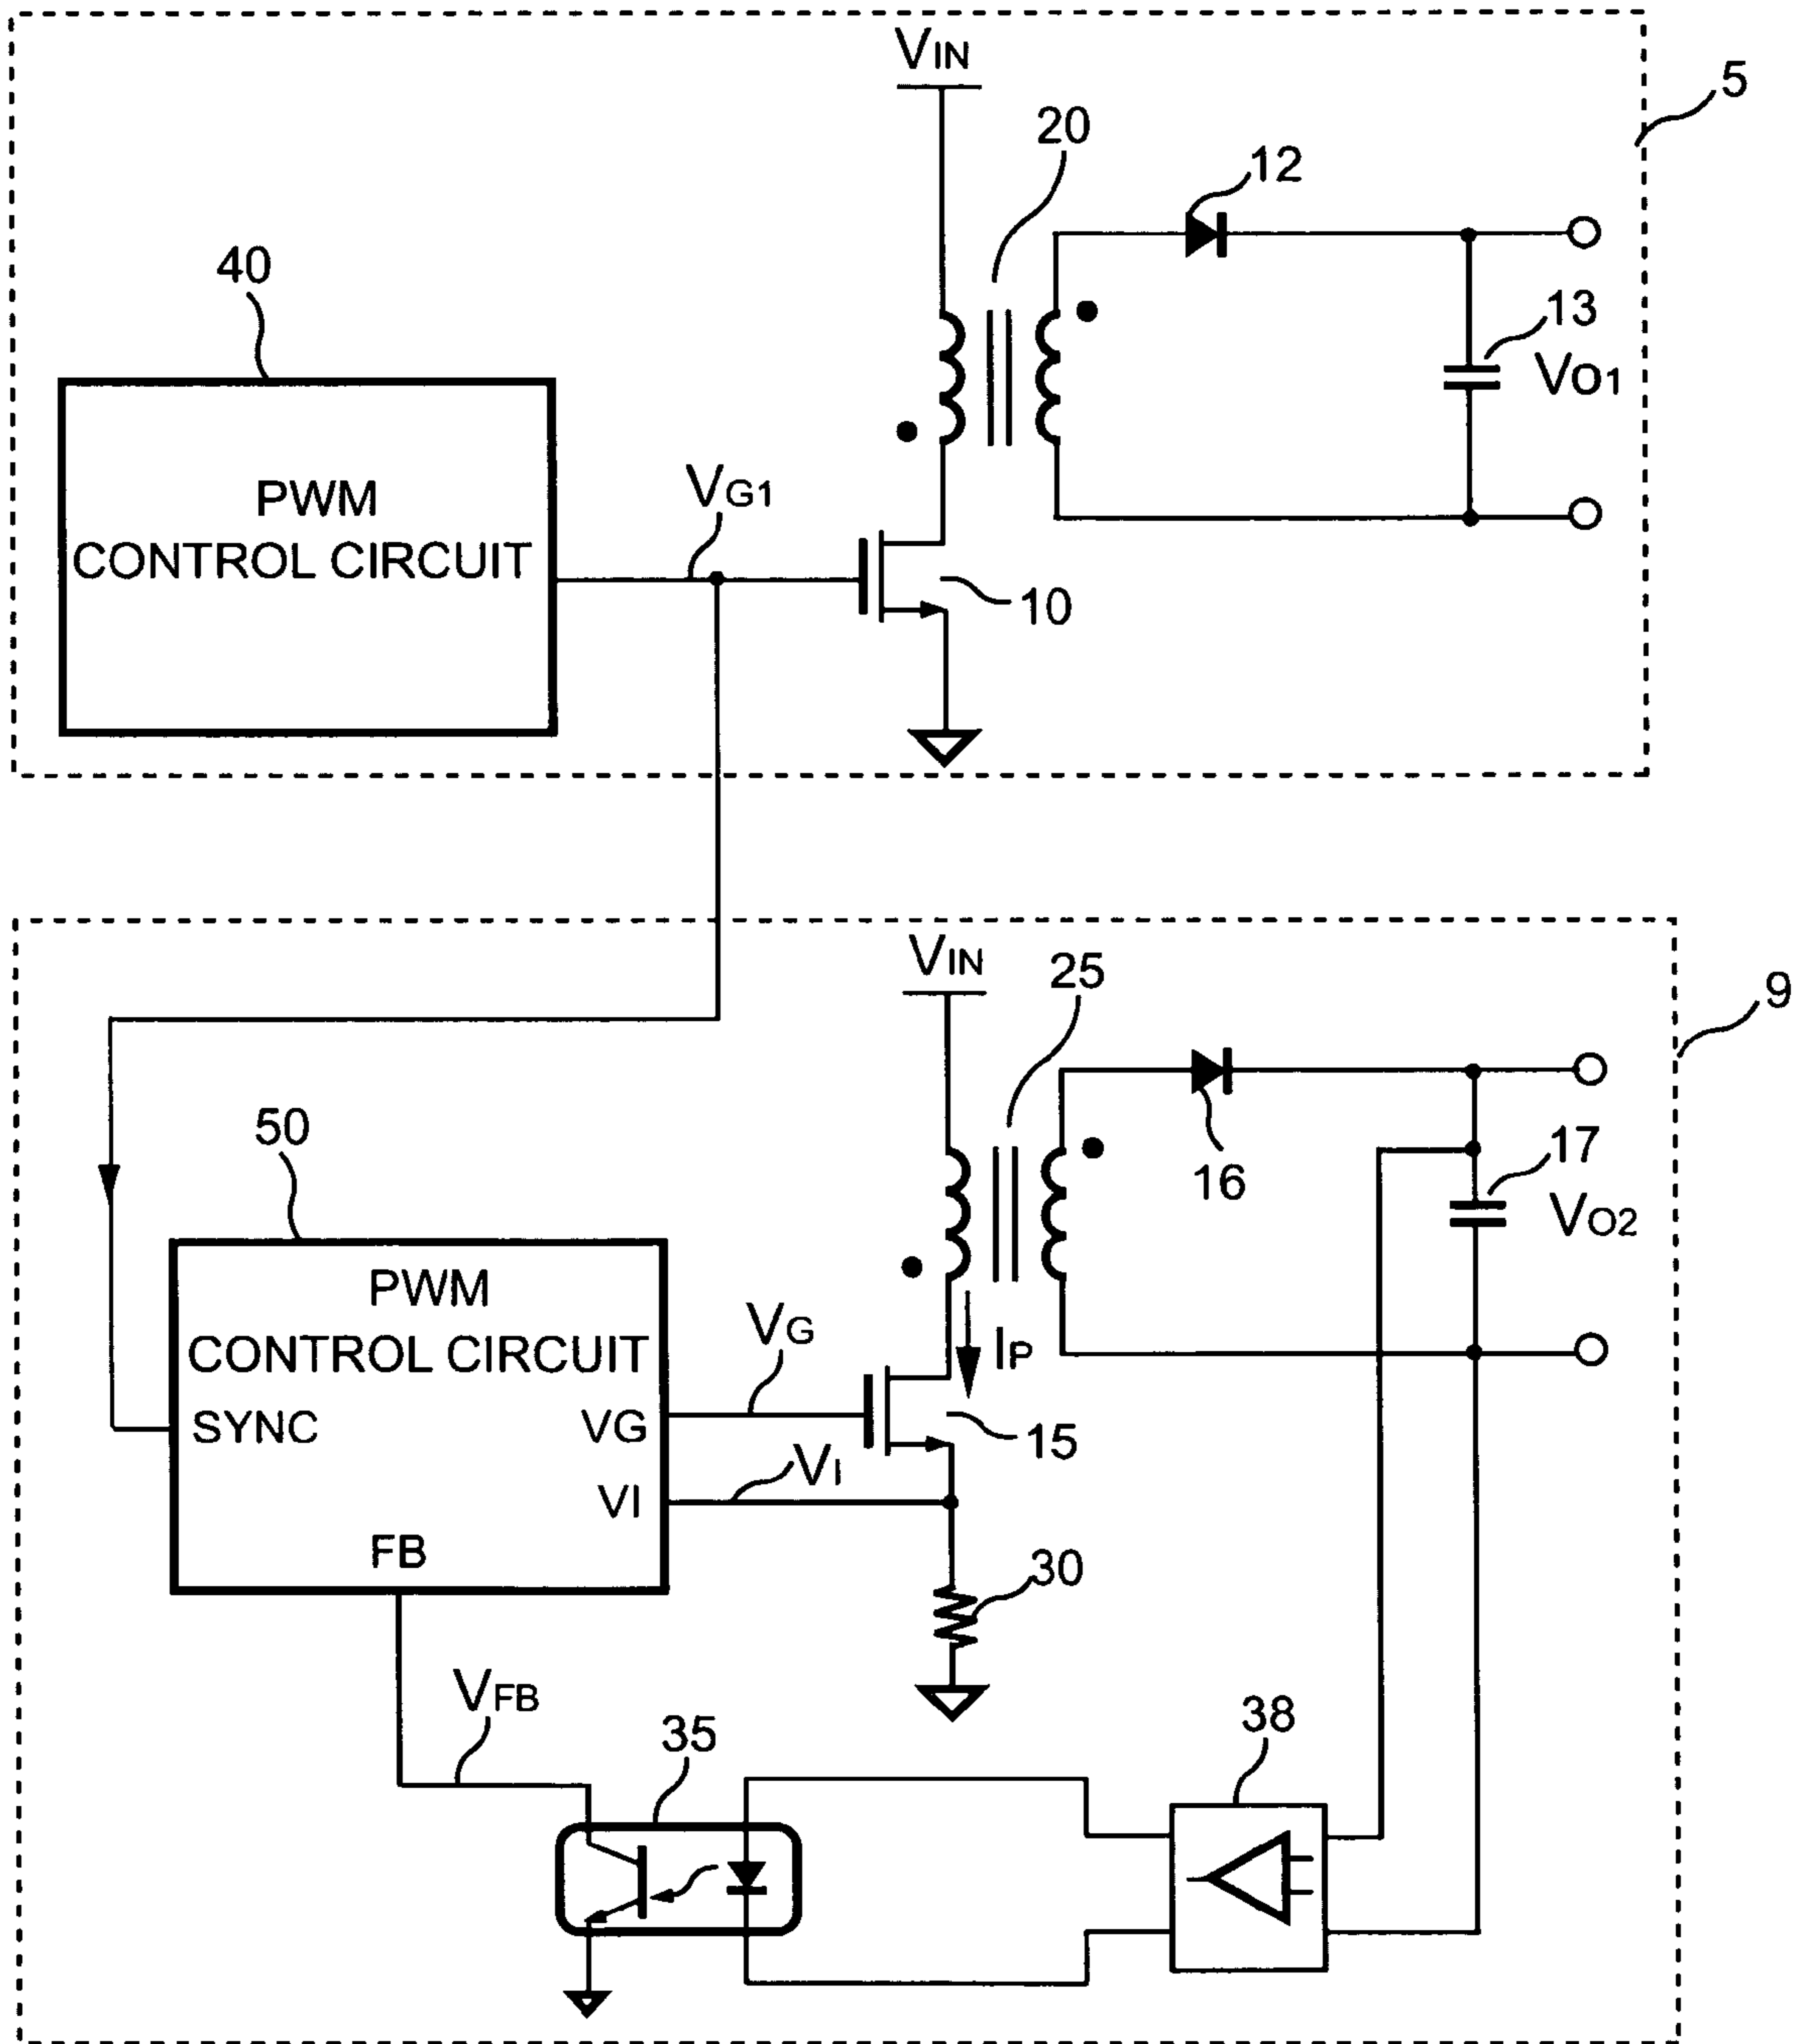 VIN
5
20
12
40
13
VO1
PWM
CONTROL CIRCUIT
VG1
10
VIN
25
9
50
16
17
VO2
PWM
CONTROL CIRCUIT
VG
IP
SYNC
VG
15
VI
VI
FB
30
VFB
35
38